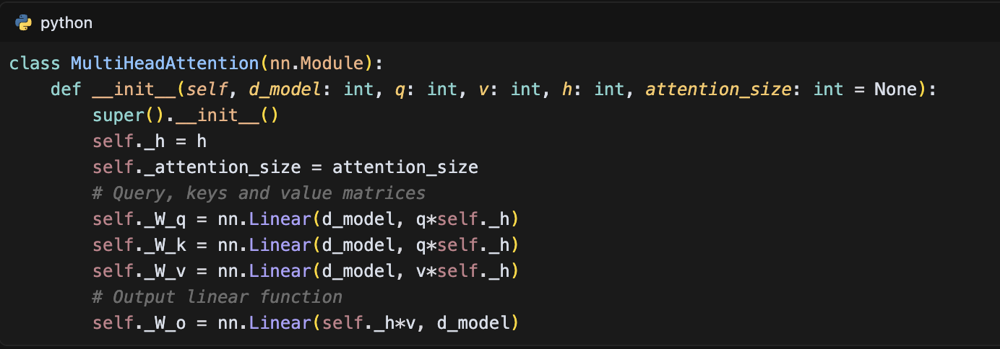 python
class MultiHeadAttention(nn.Module):
    def __init__(self, d_model: int, q: int, v: int, h: int, attention_size: int = None):
        super().__init__()
        self._h = h
        self._attention_size = attention_size
        # Query, keys and value matrices
        self._W_q = nn.Linear(d_model, q*self._h)
        self._W_k = nn.Linear(d_model, q*self._h)
        self._W_v = nn.Linear(d_model, v*self._h)
        # Output linear function
        self._W_o = nn.Linear(self._h*v, d_model)